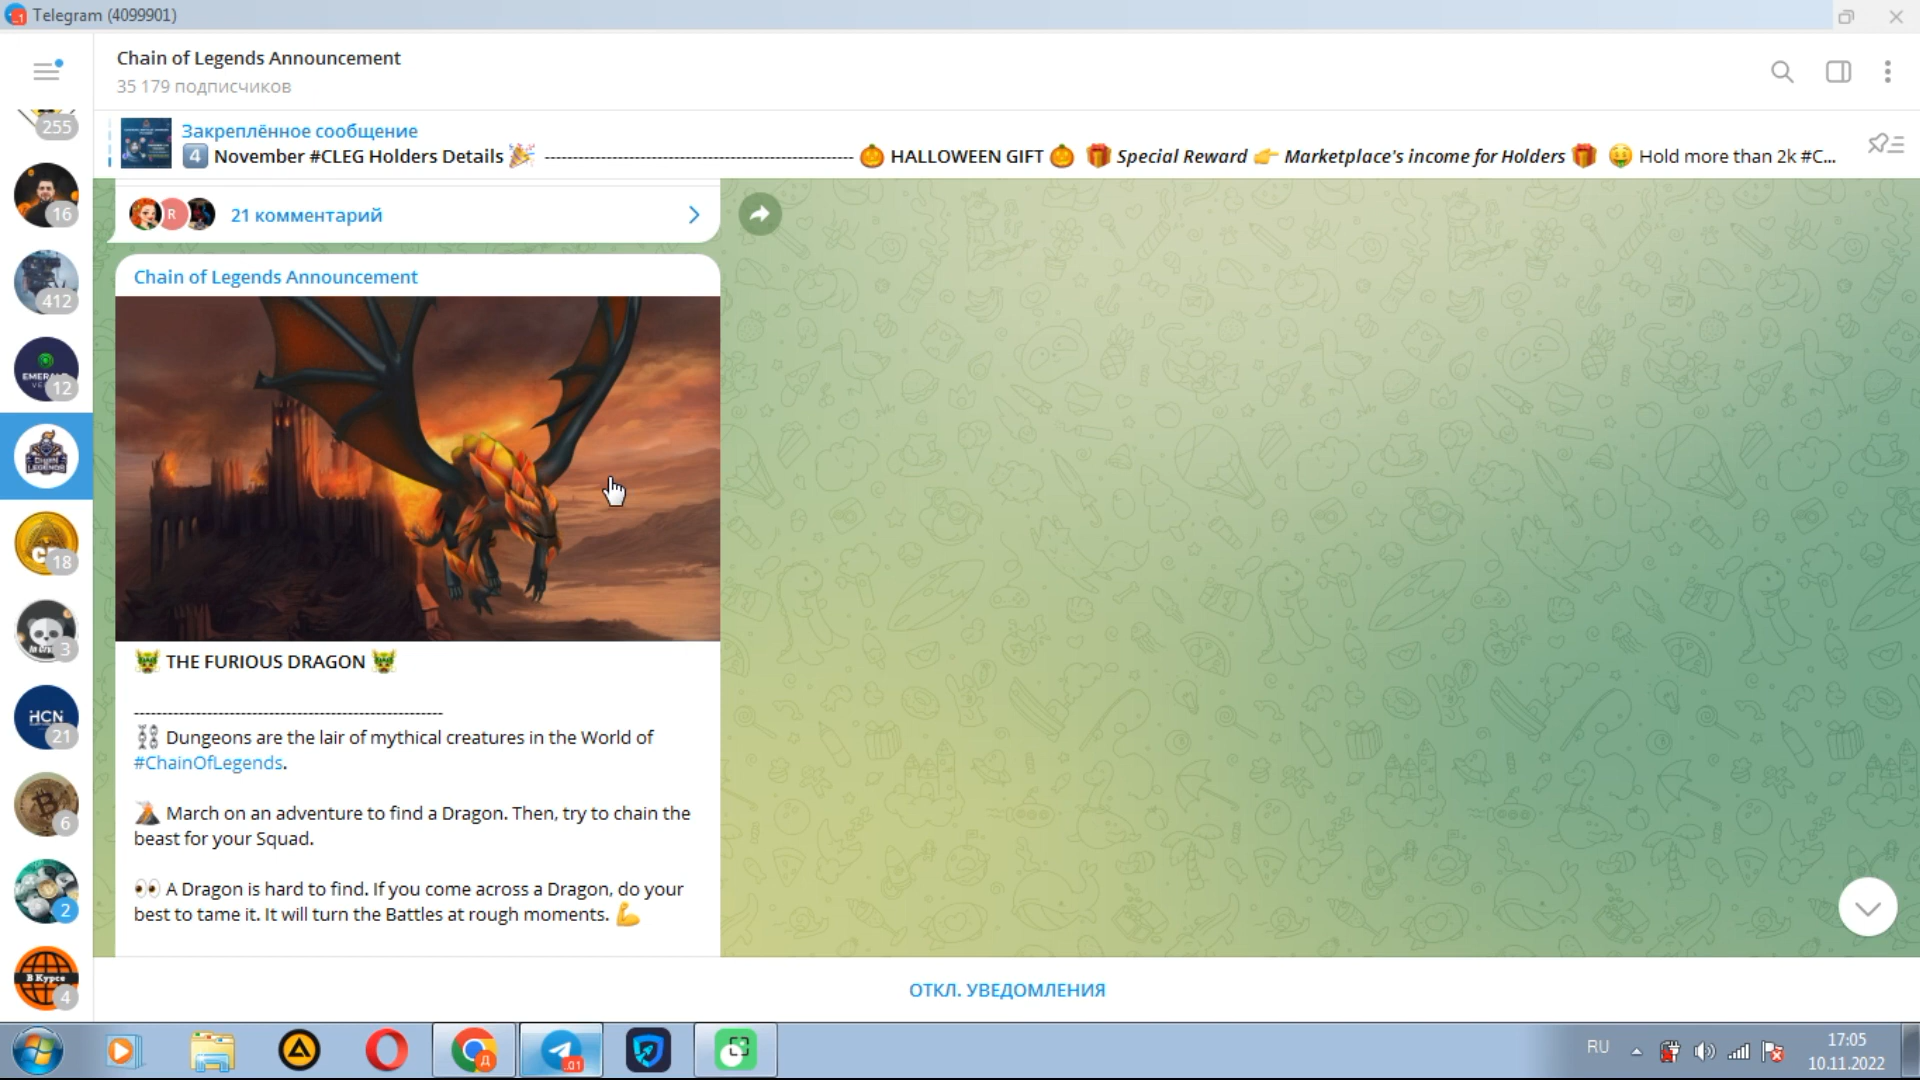 Telegram (4099901)
Chain of Legends Announcement
35 179 подписчиков
Закреплённое сообщение
4 November #CLEG Holders Details 🎉 ------------------------------------------------------- 🎃 HALLOWEEN GIFT 🎃 🎁 Special Reward 👉 Marketplace's income for Holders 🎁 🤑 Hold more than 2k #C...
255
16
412
12
18
3
HCN
21
6
2
В Курсе
4
R
21 комментарий
Chain of Legends Announcement
🐲 THE FURIOUS DRAGON 🐲
-------------------------------------------------------
⛓ Dungeons are the lair of mythical creatures in the World of
#ChainOfLegends.
🌋 March on an adventure to find a Dragon. Then, try to chain the
beast for your Squad.
👀 A Dragon is hard to find. If you come across a Dragon, do your
best to tame it. It will turn the Battles at rough moments. 💪
ОТКЛ. УВЕДОМЛЕНИЯ
Д
..01
RU
17:05
10.11.2022